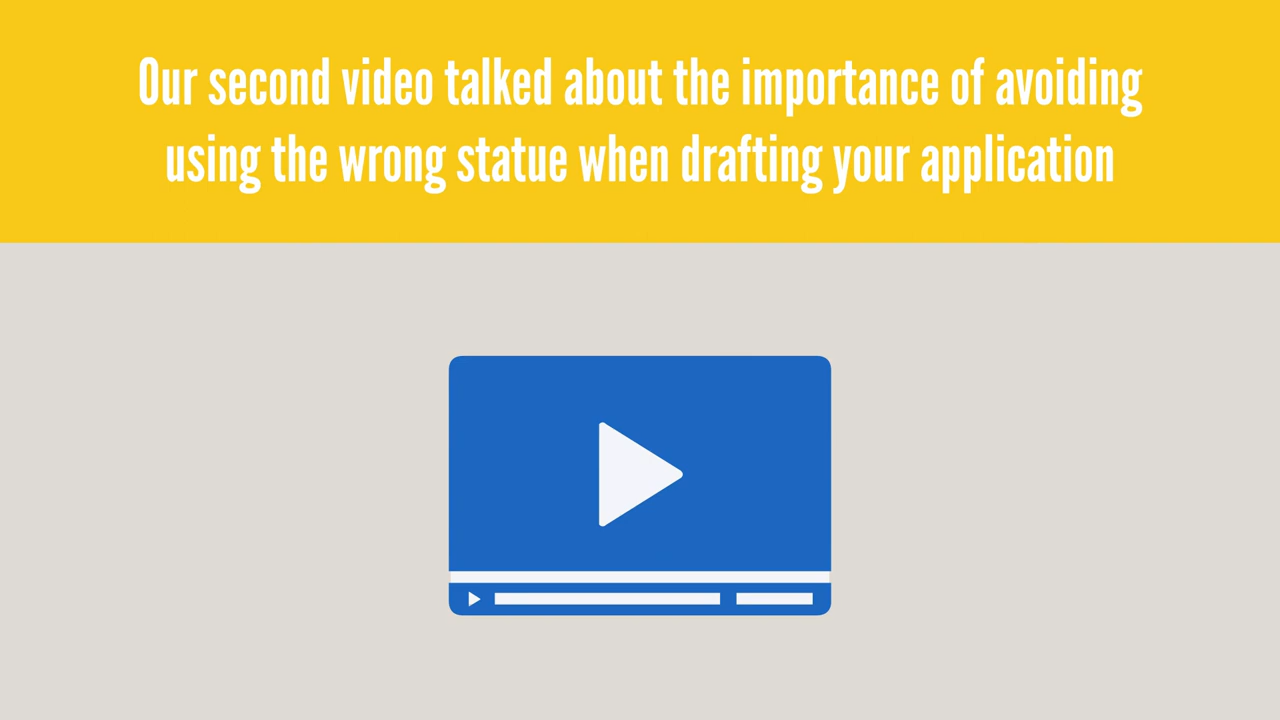 Our second video talked about the importance of avoiding
using the wrong statue when drafting your application